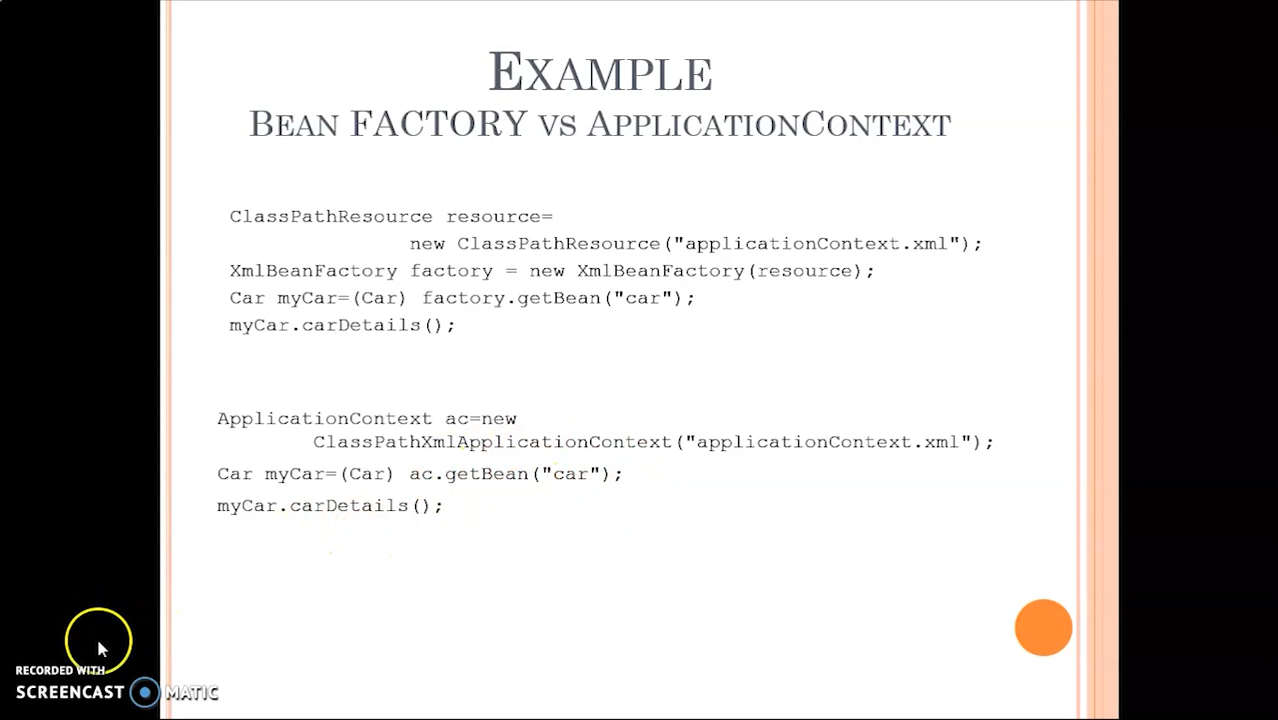 EXAMPLE
BEAN FACTORY VS APPLICATIONCONTEXT
ClassPathResource resource=
new ClassPathResource("applicationContext.xml");
XmlBeanFactory factory = new XmlBeanFactory(resource);
Car myCar=(Car) factory.getBean("car");
myCar.carDetails();
ApplicationContext ac=new
ClassPathXmlApplicationContext("applicationContext.xml");
Car myCar=(Car) ac.getBean("car");
myCar.carDetails();
RECORDED WITH
SCREENCAST MATIC